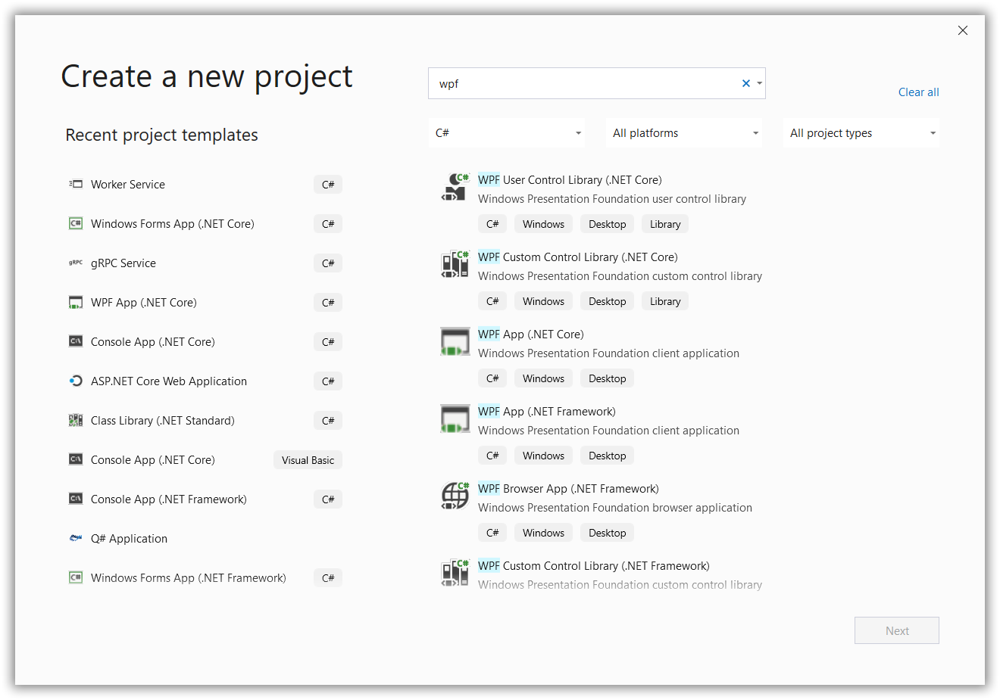 Create a new project
wpf
Clear all
Recent project templates
C#
All platforms
All project types
Worker Service C#
Windows Forms App (.NET Core) C#
gRPC gRPC Service C#
WPF App (.NET Core) C#
Console App (.NET Core) C#
ASP.NET Core Web Application C#
Class Library (.NET Standard) C#
Console App (.NET Core) Visual Basic
Console App (.NET Framework) C#
Q# Application
Windows Forms App (.NET Framework) C#
WPF User Control Library (.NET Core)
Windows Presentation Foundation user control library
C# Windows Desktop Library
WPF Custom Control Library (.NET Core)
Windows Presentation Foundation custom control library
C# Windows Desktop Library
WPF App (.NET Core)
Windows Presentation Foundation client application
C# Windows Desktop
WPF App (.NET Framework)
Windows Presentation Foundation client application
C# Windows Desktop
WPF Browser App (.NET Framework)
Windows Presentation Foundation browser application
C# Windows Desktop
WPF Custom Control Library (.NET Framework)
Windows Presentation Foundation custom control library
Next